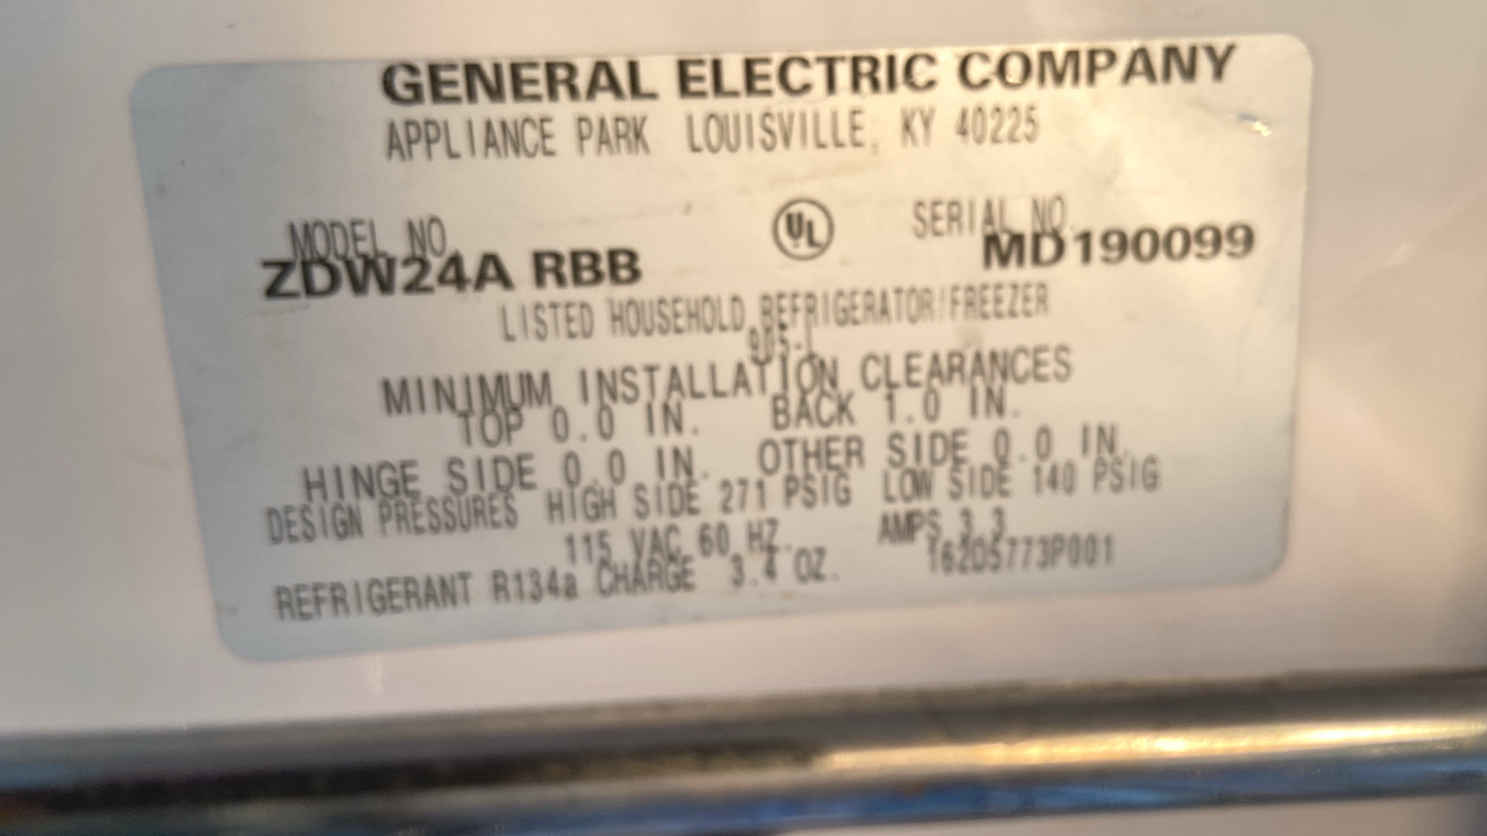 GENERAL ELECTRIC COMPANY
APPLIANCE PARK LOUISVILLE, KY 40225
MODEL NO.
ZDW24A RBB
UL
SERIAL NO.
MD190099
LISTED HOUSEHOLD REFRIGERATOR/FREEZER
905-L
MINIMUM INSTALLATION CLEARANCES
TOP 0.0 IN. BACK 1.0 IN.
HINGE SIDE 0.0 IN. OTHER SIDE 0.0 IN.
DESIGN PRESSURES HIGH SIDE 271 PSIG LOW SIDE 140 PSIG
115 VAC 60 HZ. AMPS 3.3
REFRIGERANT R134a CHARGE 3.4 OZ. 162D5773P001